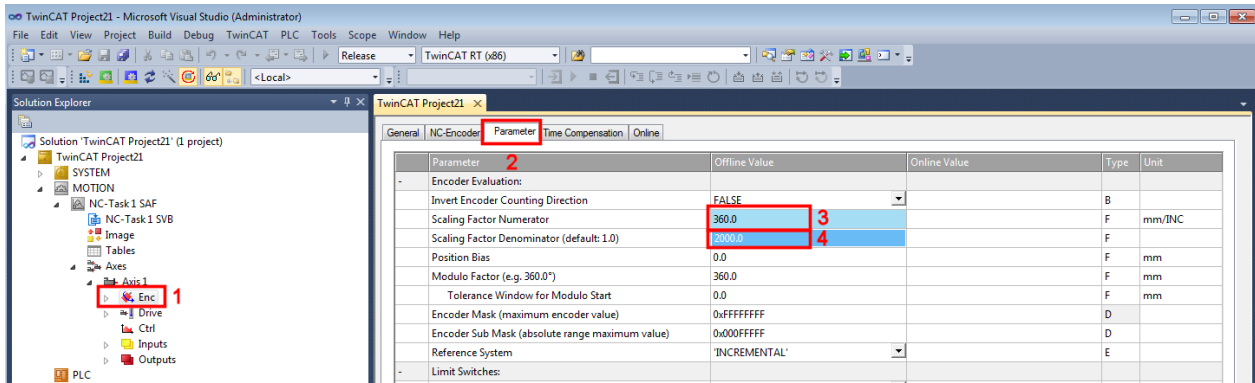 TwinCAT Project21 - Microsoft Visual Studio (Administrator)
File Edit View Project Build Debug TwinCAT PLC Tools Scope Window Help
Release TwinCAT RT (x86)
<Local>
Solution Explorer
TwinCAT Project21
General NC-Encoder Parameter Time Compensation Online
Solution 'TwinCAT Project21' (1 project)
TwinCAT Project21
SYSTEM
MOTION
NC-Task 1 SAF
NC-Task 1 SVB
Image
Tables
Axes
Axis 1
Enc 1
Drive
Ctrl
Inputs
Outputs
PLC
Parameter 2 Offline Value Online Value Type Unit
- Encoder Evaluation:
Invert Encoder Counting Direction FALSE B
Scaling Factor Numerator 360.0 3 F mm/INC
Scaling Factor Denominator (default: 1.0) 2000.0 4 F
Position Bias 0.0 F mm
Modulo Factor (e.g. 360.0°) 360.0 F mm
Tolerance Window for Modulo Start 0.0 F mm
Encoder Mask (maximum encoder value) 0xFFFFFFFF D
Encoder Sub Mask (absolute range maximum value) 0x000FFFFF D
Reference System 'INCREMENTAL' E
- Limit Switches: